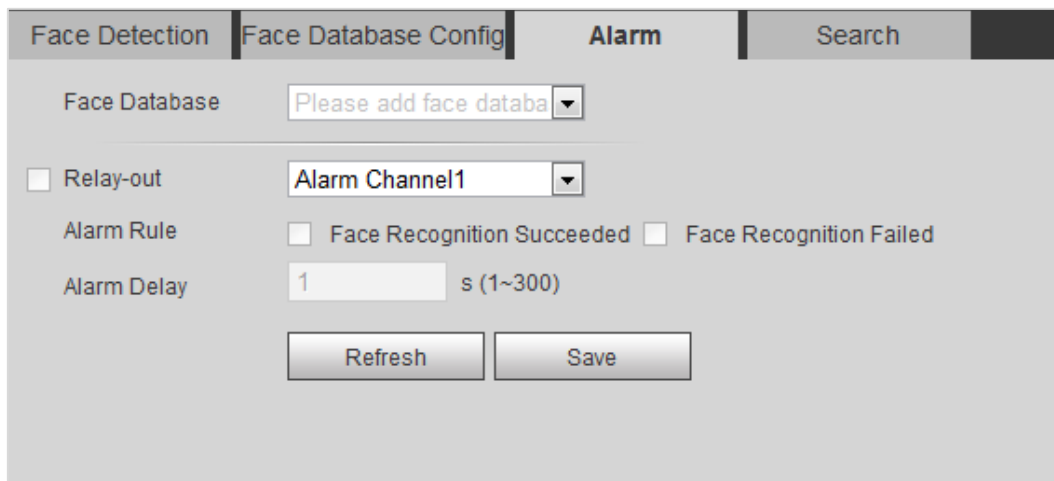 Face Detection Face Database Config Alarm Search
Face Database Please add face databa
Relay-out Alarm Channel1
Alarm Rule Face Recognition Succeeded Face Recognition Failed
Alarm Delay 1 s (1~300)
Refresh Save